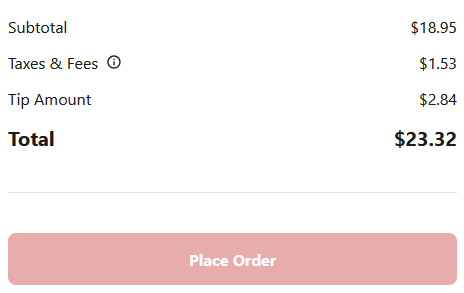 Subtotal $18.95
Taxes & Fees $1.53
Tip Amount $2.84
Total $23.32
Place Order